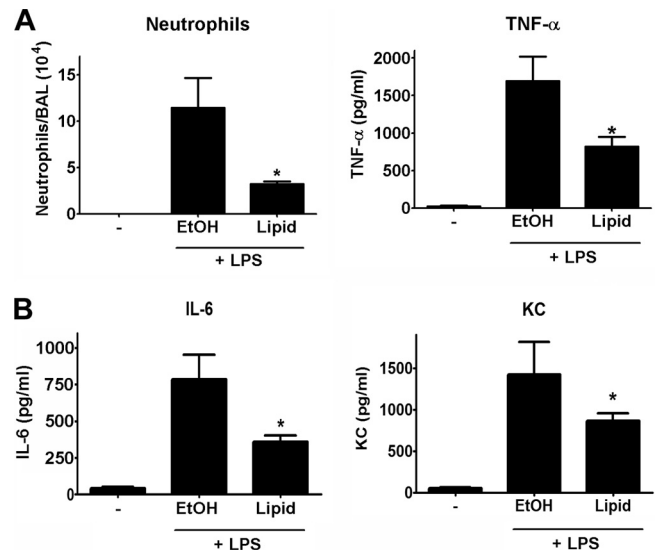 A
Neutrophils
Neutrophils/BAL (10⁴)
15
10
5
0
-
EtOH
Lipid
+ LPS
*
TNF-α
TNF-α (pg/ml)
2000
1500
1000
500
0
-
EtOH
Lipid
+ LPS
*
B
IL-6
IL-6 (pg/ml)
1000
750
500
250
0
-
EtOH
Lipid
+ LPS
*
KC
KC (pg/ml)
1500
1000
500
0
-
EtOH
Lipid
+ LPS
*